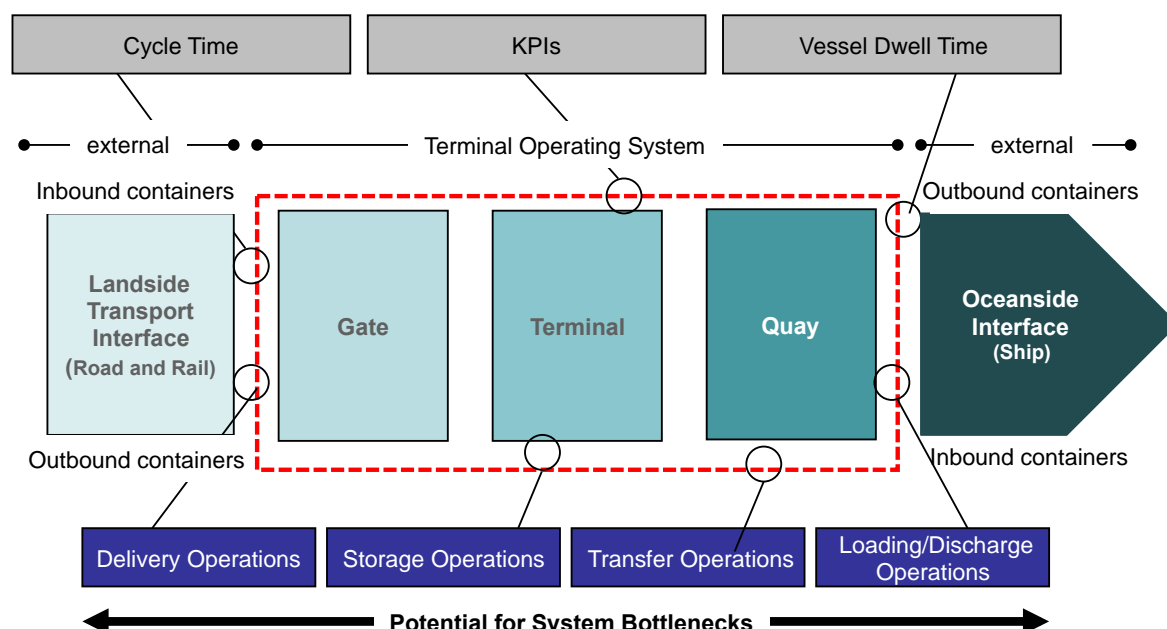 Cycle Time
KPIs
Vessel Dwell Time
external
Terminal Operating System
external
Inbound containers
Outbound containers
Landside
Transport
Interface
(Road and Rail)
Gate
Terminal
Quay
Oceanside
Interface
(Ship)
Outbound containers
Inbound containers
Delivery Operations
Storage Operations
Transfer Operations
Loading/Discharge
Operations
Potential for System Bottlenecks